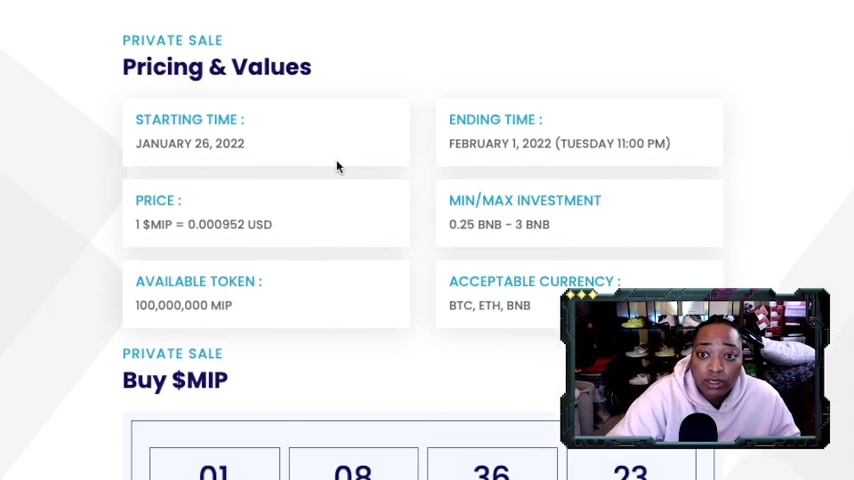 PRIVATE SALE
Pricing & Values
STARTING TIME :
JANUARY 26, 2022
ENDING TIME :
FEBRUARY 1, 2022 (TUESDAY 11:00 PM)
PRICE :
1 $MIP = 0.000952 USD
MIN/MAX INVESTMENT
0.25 BNB - 3 BNB
AVAILABLE TOKEN :
100,000,000 MIP
ACCEPTABLE CURRENCY :
BTC, ETH, BNB
PRIVATE SALE
Buy $MIP
01 08 36 23